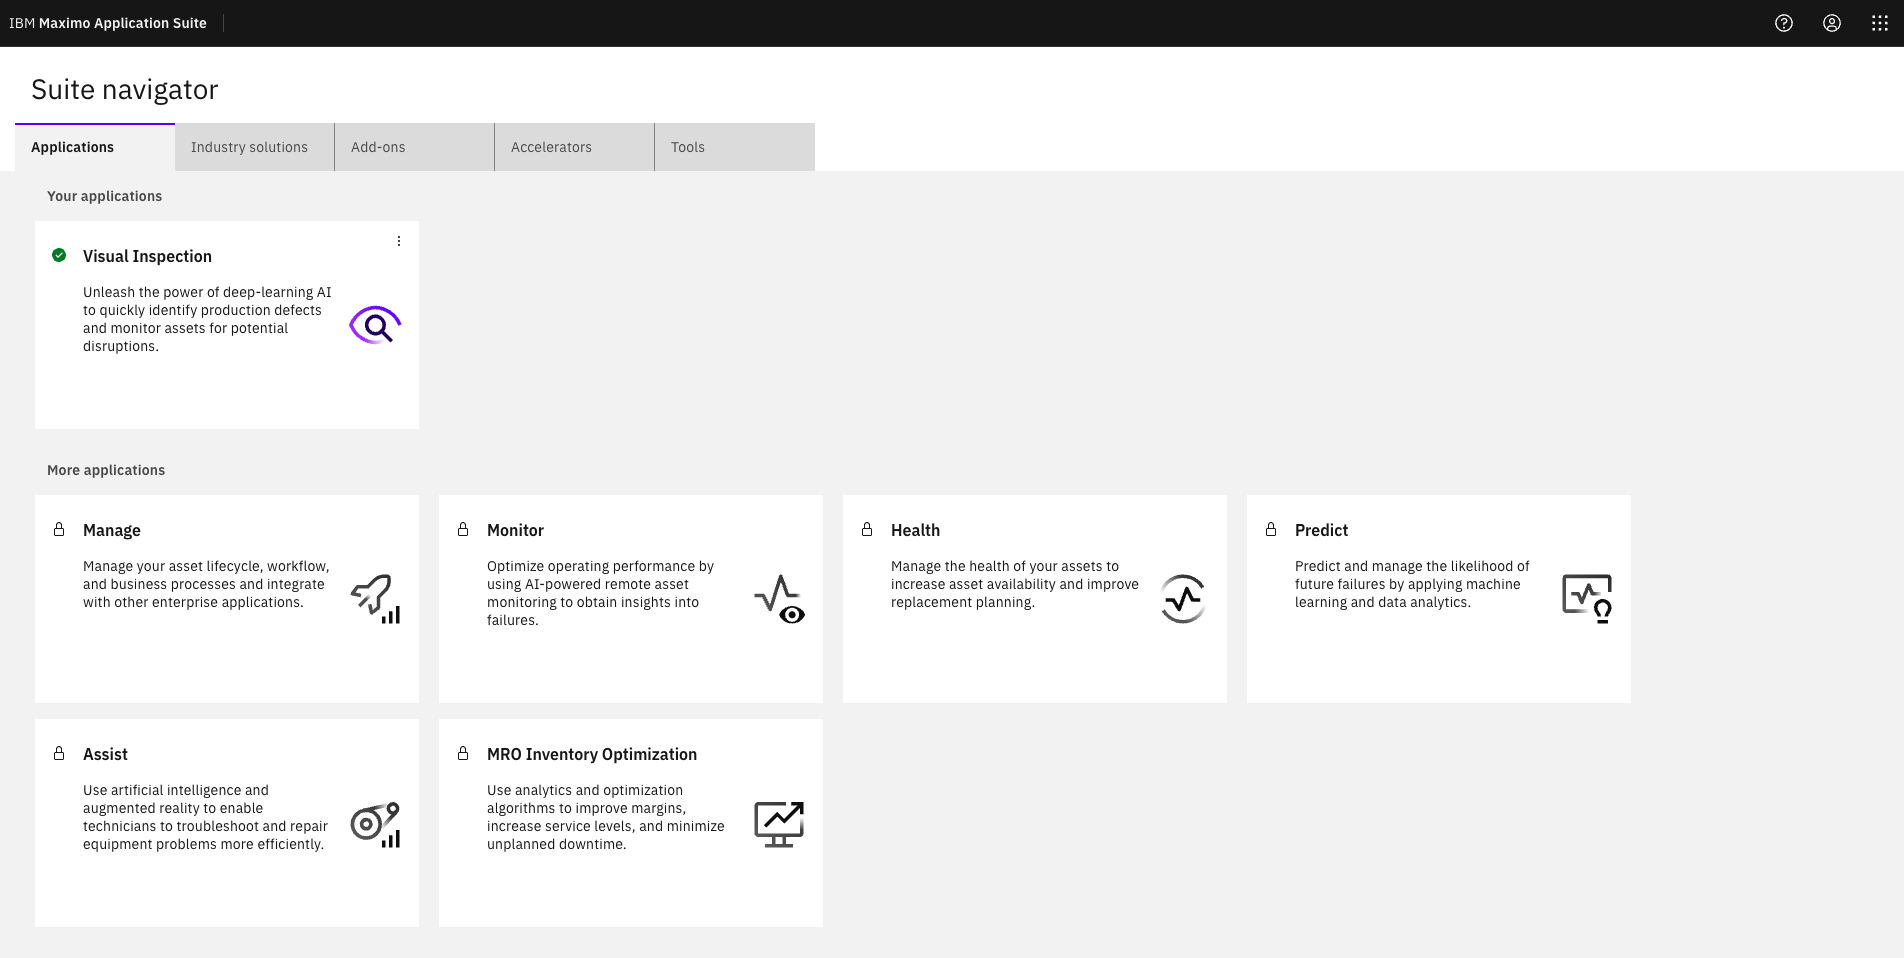 IBM Maximo Application Suite
Suite navigator
Applications
Industry solutions
Add-ons
Accelerators
Tools
Your applications
Visual Inspection
Unleash the power of deep-learning AI
to quickly identify production defects
and monitor assets for potential
disruptions.
More applications
Manage
Manage your asset lifecycle, workflow,
and business processes and integrate
with other enterprise applications.
Monitor
Optimize operating performance by
using AI-powered remote asset
monitoring to obtain insights into
failures.
Health
Manage the health of your assets to
increase asset availability and improve
replacement planning.
Predict
Predict and manage the likelihood of
future failures by applying machine
learning and data analytics.
Assist
Use artificial intelligence and
augmented reality to enable
technicians to troubleshoot and repair
equipment problems more efficiently.
MRO Inventory Optimization
Use analytics and optimization
algorithms to improve margins,
increase service levels, and minimize
unplanned downtime.